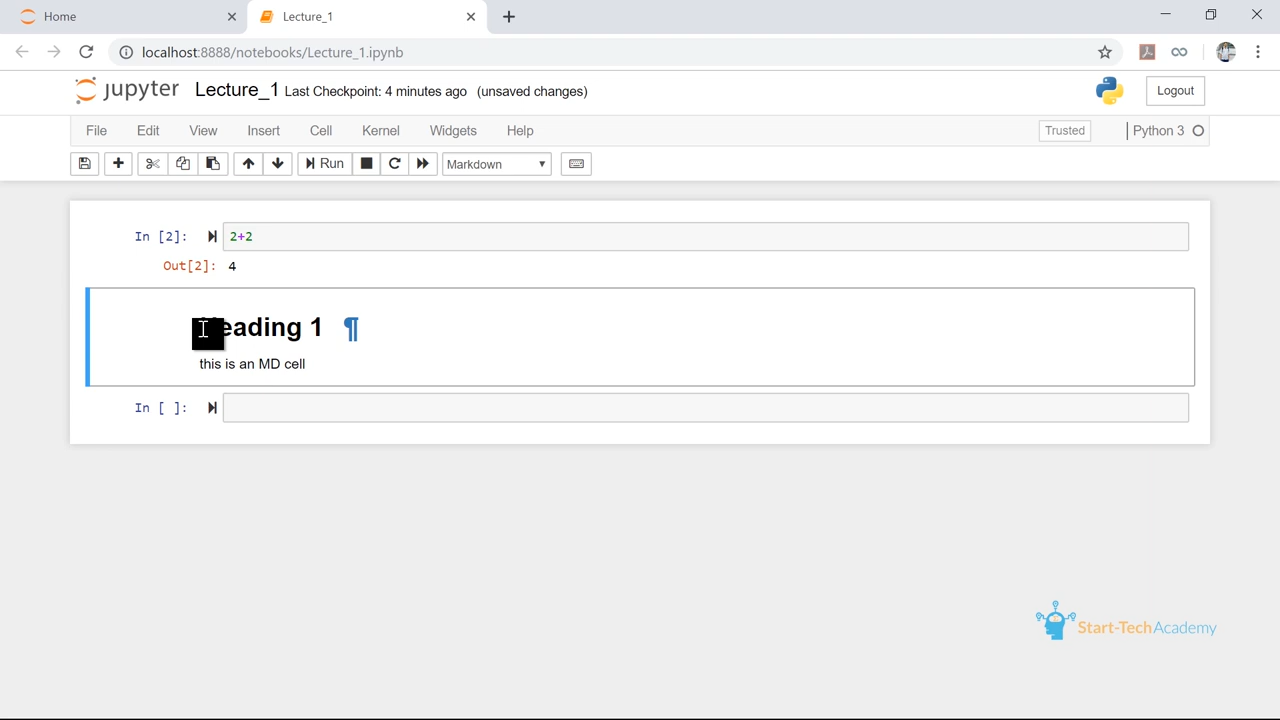 Home
Lecture_1
localhost:8888/notebooks/Lecture_1.ipynb
jupyter Lecture_1 Last Checkpoint: 4 minutes ago (unsaved changes)
Logout
File Edit View Insert Cell Kernel Widgets Help Trusted Python 3
Run Markdown
In [2]: 2+2
Out[2]: 4
eading 1 ¶
this is an MD cell
In [ ]:
Start-TechAcademy